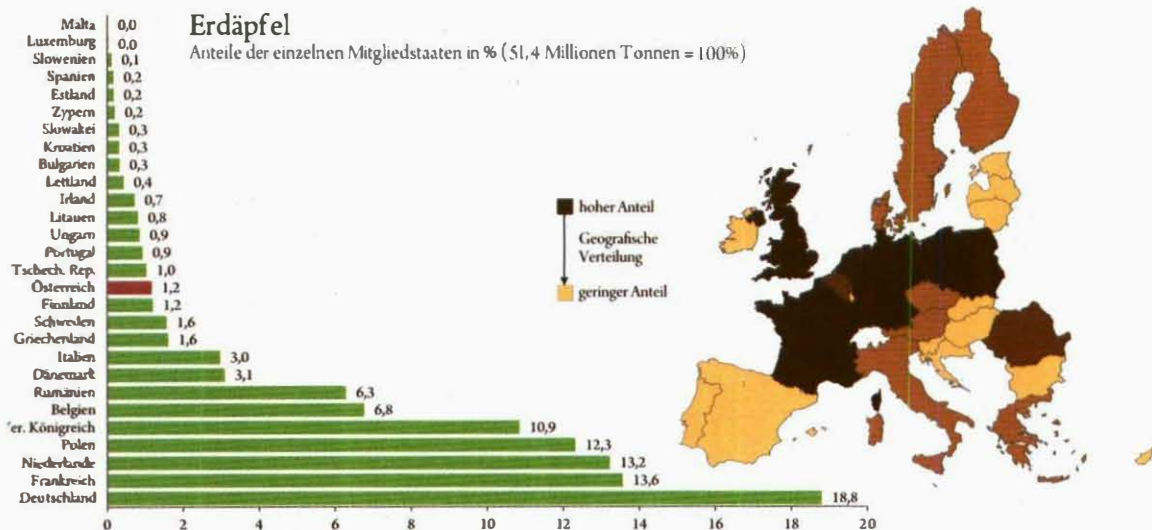 Erdäpfel
Anteile der einzelnen Mitgliedstaaten in % (51,4 Millionen Tonnen = 100%)
Malta 0,0
Luxemburg 0,0
Slowenien 0,1
Spanien 0,2
Estland 0,2
Zypern 0,2
Slowakei 0,3
Kroatien 0,3
Bulgarien 0,3
Lettland 0,4
Irland 0,7
Litauen 0,8
Ungarn 0,9
Portugal 0,9
Tschech. Rep. 1,0
Österreich 1,2
Finnland 1,2
Schweden 1,6
Griechenland 1,6
Italien 3,0
Dänemark 3,1
Rumänien 6,3
Belgien 6,8
er. Königreich 10,9
Polen 12,3
Niederlande 13,2
Frankreich 13,6
Deutschland 18,8
0 2 4 6 8 10 12 14 16 18 20
hoher Anteil
Geografische
Verteilung
geringer Anteil